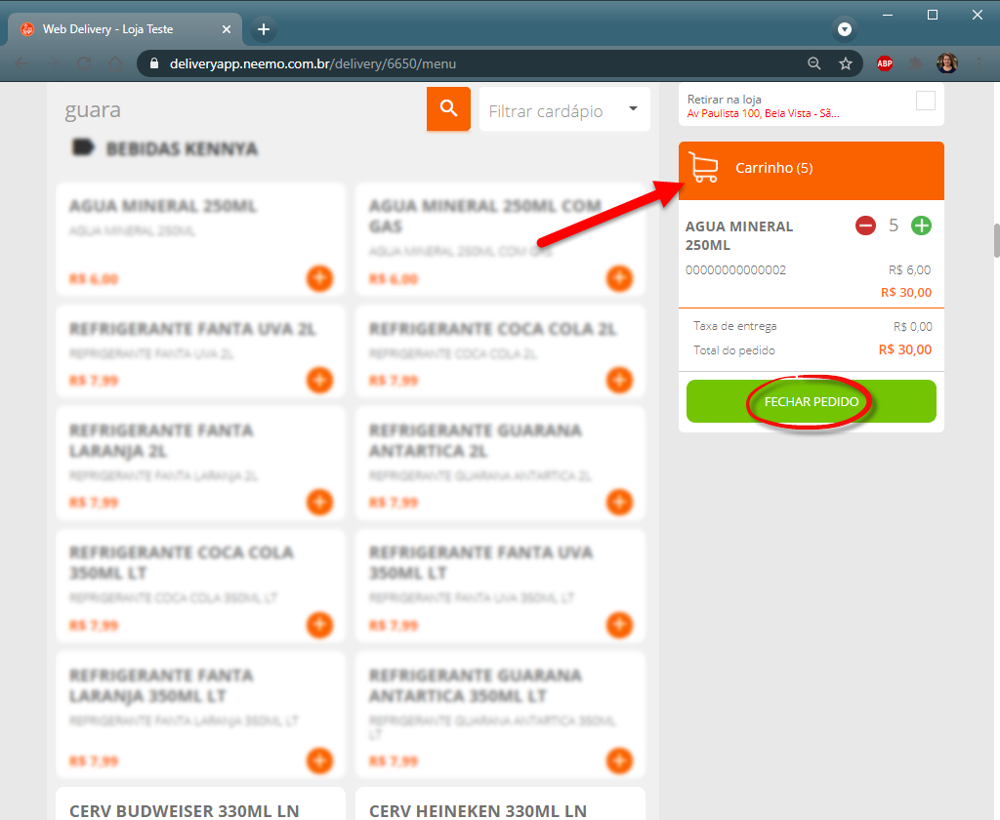 Web Delivery - Loja Teste
deliveryapp.neemo.com.br/delivery/6650/menu
ABP
guara
Filtrar cardápio
BEBIDAS KENNYA
AGUA MINERAL 250ML
AGUA MINERAL 250ML
R$ 6,00
AGUA MINERAL 250ML COM
GAS
AGUA MINERAL 250ML COM GAS
R$ 6,00
REFRIGERANTE FANTA UVA 2L
REFRIGERANTE FANTA UVA 2L
R$ 7,99
REFRIGERANTE COCA COLA 2L
REFRIGERANTE COCA COLA 2L
R$ 7,99
REFRIGERANTE FANTA
LARANJA 2L
REFRIGERANTE FANTA LARANJA 2L
R$ 7,99
REFRIGERANTE GUARANA
ANTARTICA 2L
REFRIGERANTE GUARANA ANTARTICA 2L
R$ 7,99
REFRIGERANTE COCA COLA
350ML LT
REFRIGERANTE COCA COLA 350ML LT
R$ 7,99
REFRIGERANTE FANTA UVA
350ML LT
REFRIGERANTE FANTA UVA 350ML LT
R$ 7,99
REFRIGERANTE FANTA
LARANJA 350ML LT
REFRIGERANTE FANTA LARANJA 350ML LT
R$ 7,99
REFRIGERANTE GUARANA
ANTARTICA 350ML LT
REFRIGERANTE GUARANA ANTARTICA 350ML
LT
R$ 7,99
CERV BUDWEISER 330ML LN
CERV HEINEKEN 330ML LN
Retirar na loja
Av Paulista 100, Bela Vista - Sã...
Carrinho (5)
AGUA MINERAL
250ML
5
00000000000002
R$ 6,00
R$ 30,00
Taxa de entrega
R$ 0,00
Total do pedido
R$ 30,00
FECHAR PEDIDO